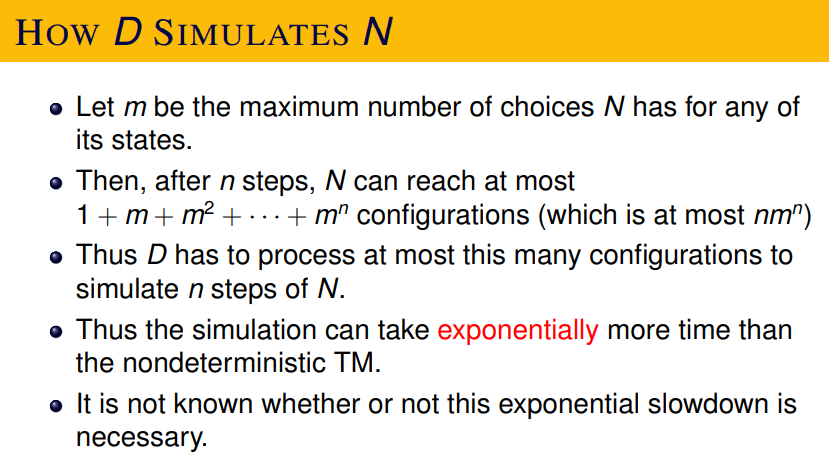 HOW D SIMULATES N
Let m be the maximum number of choices N has for any of
its states.
Then, after n steps, N can reach at most
1 + m + m² + · · · + mⁿ configurations (which is at most nmⁿ)
Thus D has to process at most this many configurations to
simulate n steps of N.
Thus the simulation can take exponentially more time than
the nondeterministic TM.
It is not known whether or not this exponential slowdown is
necessary.